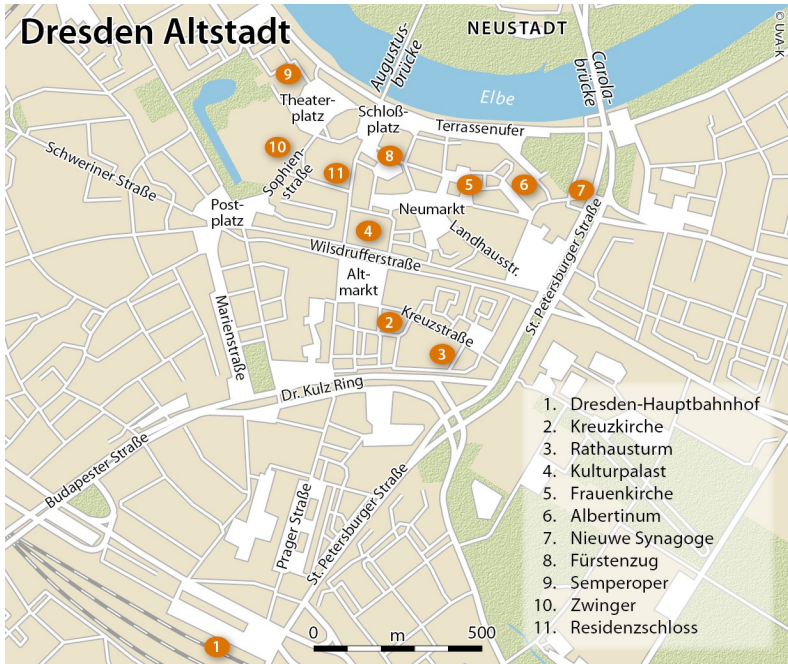 Dresden Altstadt
NEUSTADT
© UvA-K
Augustus-
brücke
Carola-
brücke
Elbe
9
Theater-
platz
Schloß-
platz
Terrassenufer
10
8
Schweriner Straße
Sophien-
straße
11
5
6
7
Post-
platz
Neumarkt
4
Landhausstr.
Wilsdrufferstraße
St. Petersburger Straße
Alt-
markt
Marienstraße
2
Kreuzstraße
3
Dr. Kulz Ring
Budapester Straße
Prager Straße
St. Petersburger Straße
1
0 m 500
1. Dresden-Hauptbahnhof
2. Kreuzkirche
3. Rathausturm
4. Kulturpalast
5. Frauenkirche
6. Albertinum
7. Nieuwe Synagoge
8. Fürstenzug
9. Semperoper
10. Zwinger
11. Residenzschloss